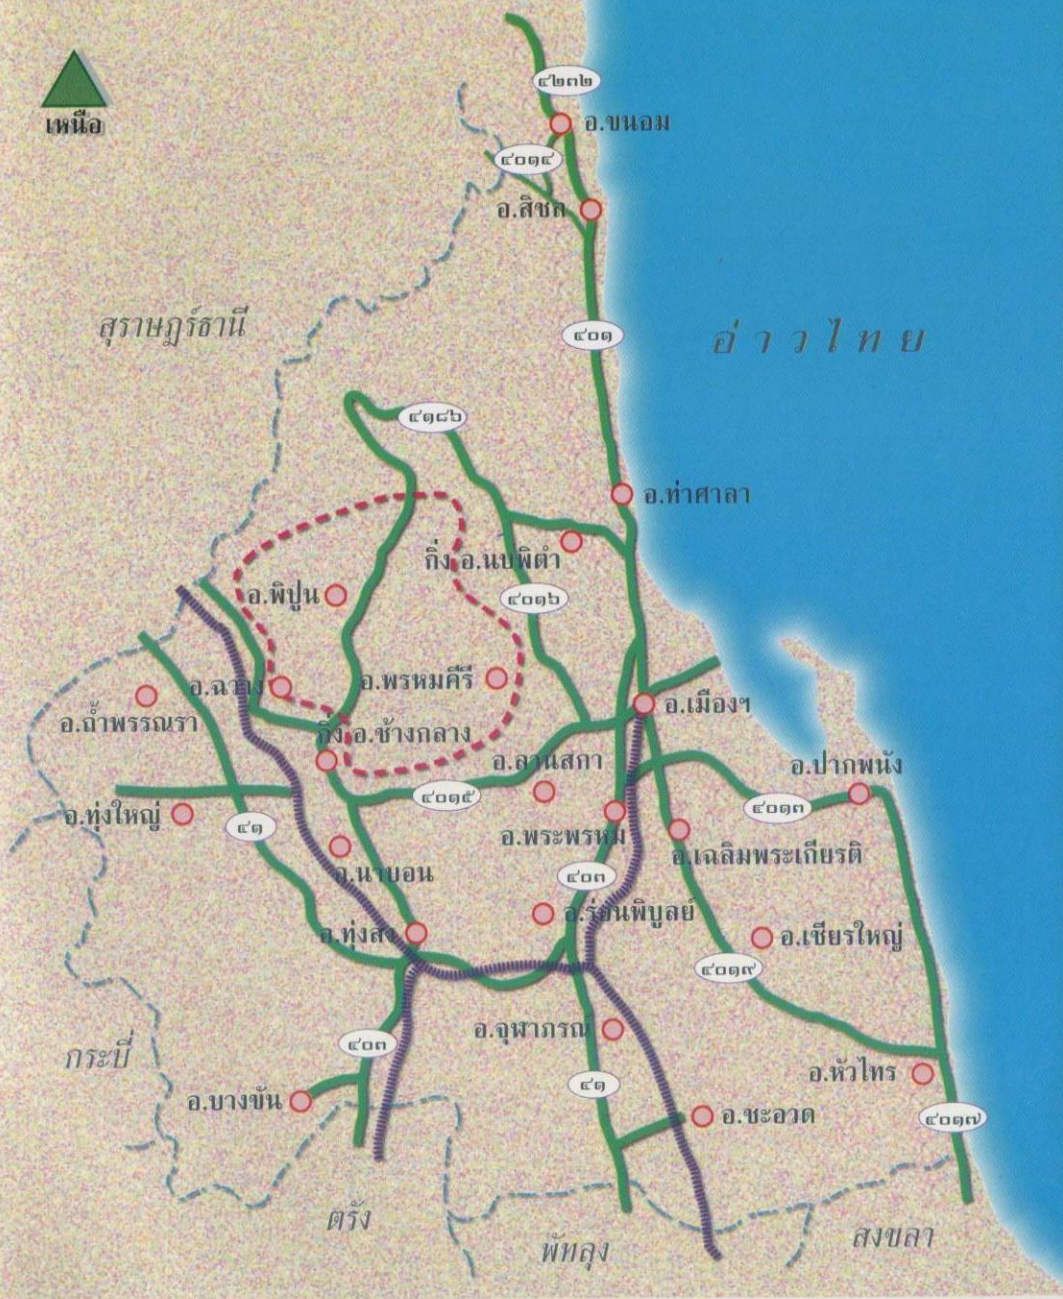 ๔๒๓๒
เหนือ
อ.ขนอม
๔๐๑๔
อ.สิชล
สุราษฎร์ธานี
๔๐๑
อ่าวไทย
๔๑๘๖
อ.ท่าศาลา
กิ่ง อ.นบพิตำ
อ.พิปูน
๔๐๑๖
อ.พรหมคีรี
อ.ฉวาง
อ.ถ้ำพรรณรา
อ.เมืองฯ
กิ่ง อ.ช้างกลาง
อ.ลานสกา
อ.ปากพนัง
๔๐๑๕
๔๐๑๓
อ.ทุ่งใหญ่
๔๑
อ.พระพรหม
อ.เฉลิมพระเกียรติ
อ.นาบอน
๔๐๓
อ.ร่อนพิบูลย์
อ.ทุ่งสง
อ.เชียรใหญ่
๔๐๑๙
อ.จุฬาภรณ์
๔๐๓
กระบี่
อ.หัวไทร
๔๑
อ.บางขัน
อ.ชะอวด
๔๐๑๗
ตรัง
พัทลุง
สงขลา